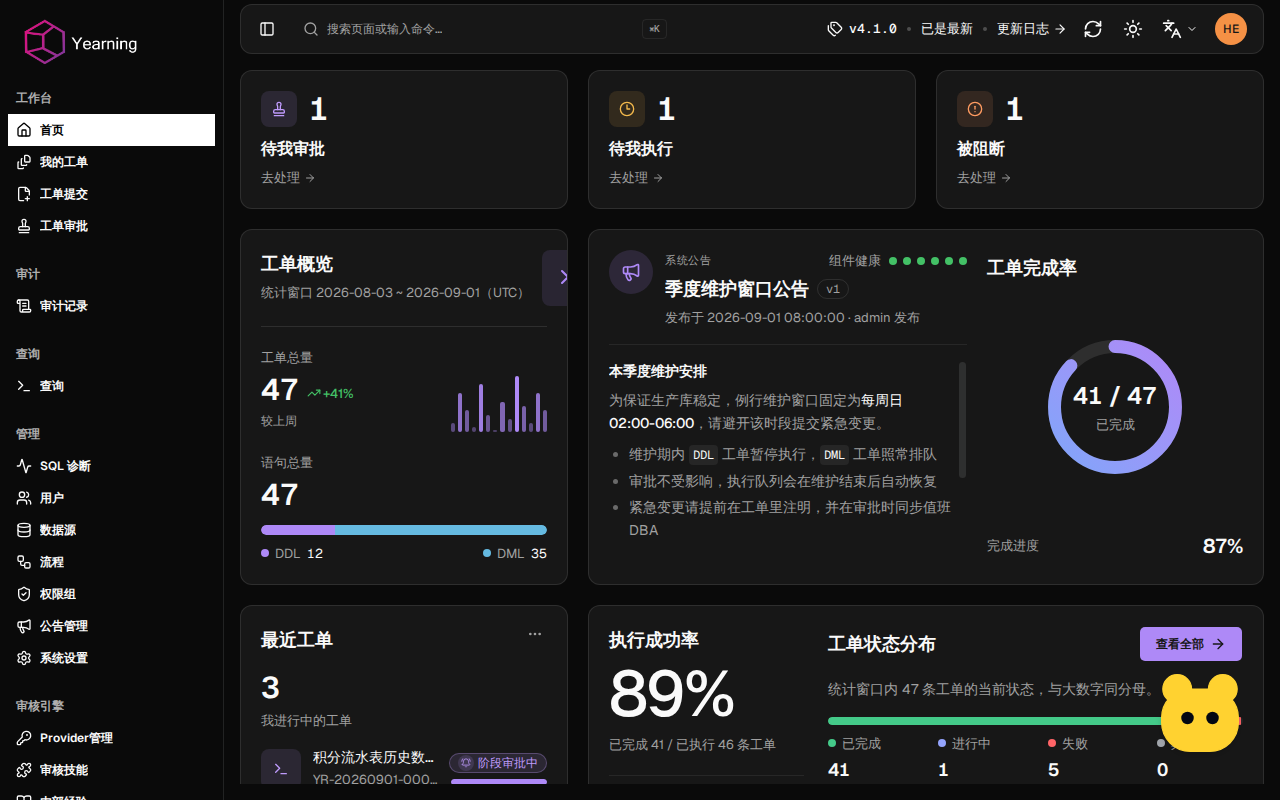 Yearning
工作台
首页
我的工单
工单提交
工单审批
审计
审计记录
查询
查询
管理
SQL 诊断
用户
数据源
流程
权限组
公告管理
系统设置
审核引擎
Provider管理
审核技能
搜索页面或输入命令…
⌘K
v4.1.0
已是最新
更新日志
HE
1
待我审批
去处理
1
待我执行
去处理
1
被阻断
去处理
工单概览
统计窗口 2026-08-03 ~ 2026-09-01（UTC）
工单总量
47
+41%
较上周
语句总量
47
DDL 12
DML 35
系统公告
组件健康
季度维护窗口公告
v1
发布于 2026-09-01 08:00:00 · admin 发布
本季度维护安排
为保证生产库稳定，例行维护窗口固定为每周日
02:00-06:00，请避开该时段提交紧急变更。
维护期内 DDL 工单暂停执行，DML 工单照常排队
审批不受影响，执行队列会在维护结束后自动恢复
紧急变更请提前在工单里注明，并在审批时同步值班
DBA
工单完成率
41 / 47
已完成
完成进度
87%
最近工单
3
我进行中的工单
积分流水表历史数…
YR-20260901-000…
阶段审批中
执行成功率
89%
已完成 41 / 已执行 46 条工单
工单状态分布
查看全部
统计窗口内 47 条工单的当前状态，与大数字同分母。
已完成
41
进行中
1
失败
5
0